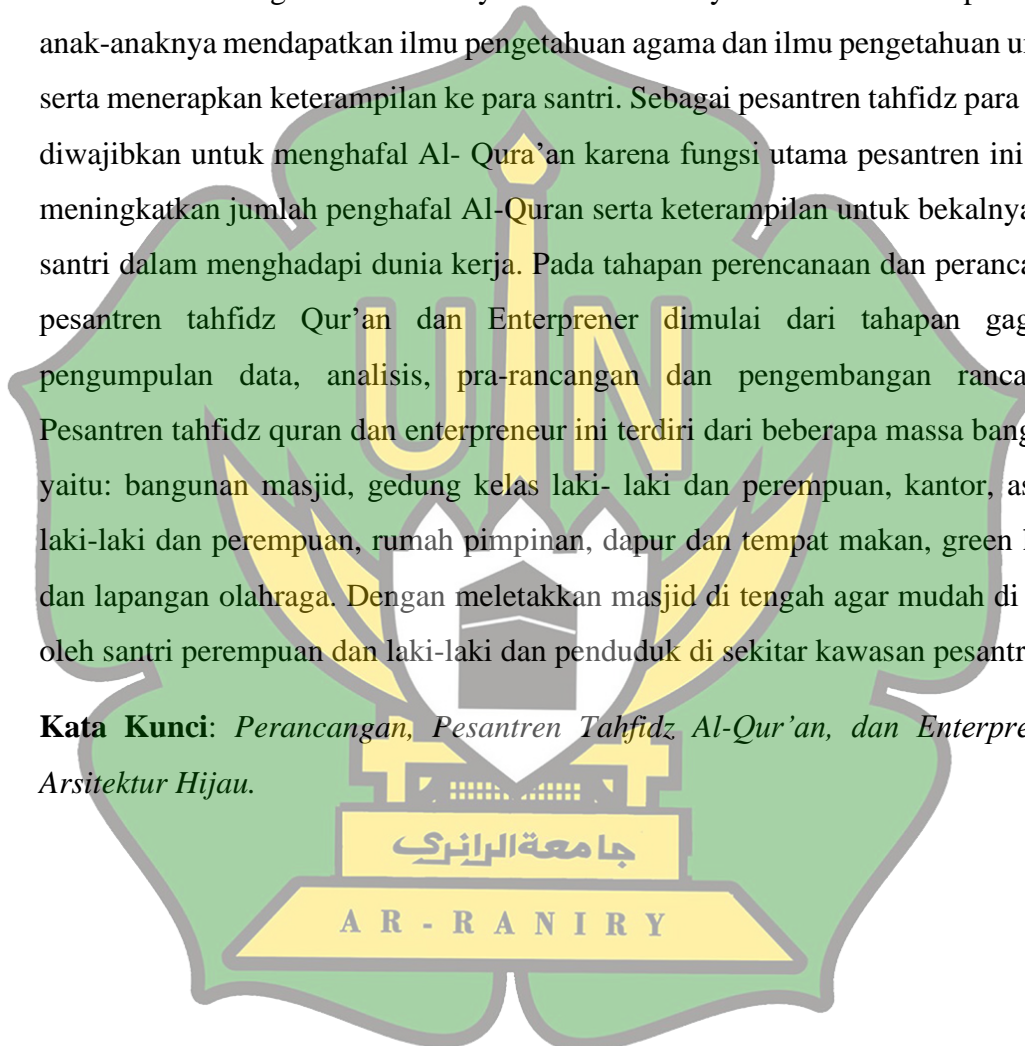 anak-anaknya mendapatkan ilmu pengetahuan agama dan ilmu pengetahuan
serta menerapkan keterampilan ke para santri. Sebagai pesantren tahfidz para
diwajibkan untuk menghafal Al- Qura’an karena fungsi utama pesantren ini
meningkatkan jumlah penghafal Al-Quran serta keterampilan untuk bekalnya
santri dalam menghadapi dunia kerja. Pada tahapan perencanaan dan peranca
pesantren tahfidz Qur’an dan Enterprener dimulai dari tahapan gag
pengumpulan data, analisis, pra-rancangan dan pengembangan ranca
Pesantren tahfidz quran dan enterpreneur ini terdiri dari beberapa massa bang
yaitu: bangunan masjid, gedung kelas laki- laki dan perempuan, kantor, as
laki-laki dan perempuan, rumah pimpinan, dapur dan tempat makan, green
dan lapangan olahraga. Dengan meletakkan masjid di tengah agar mudah di
oleh santri perempuan dan laki-laki dan penduduk di sekitar kawasan pesantr
Kata Kunci: Perancangan, Pesantren Tahfidz Al-Qur’an, dan Enterpre
Arsitektur Hijau.
UIN
جامعة الرانري
AR-RANIRY